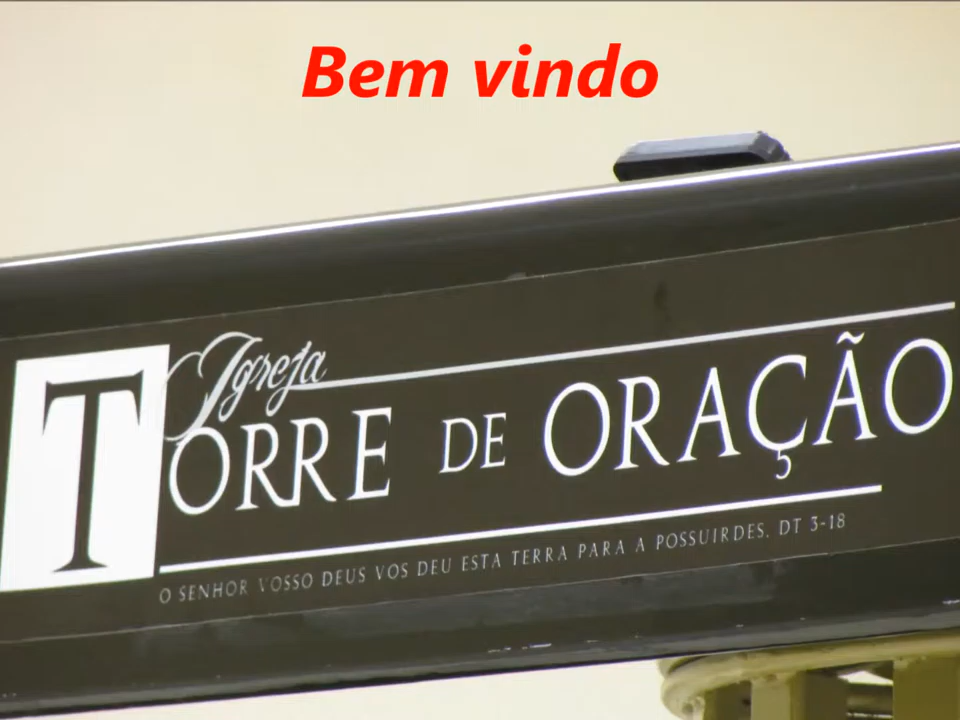 Bem vindo
Igreja
TORRE DE ORAÇÃO
O SENHOR VOSSO DEUS VOS DEU ESTA TERRA PARA A POSSUIRDES. DT 3-18